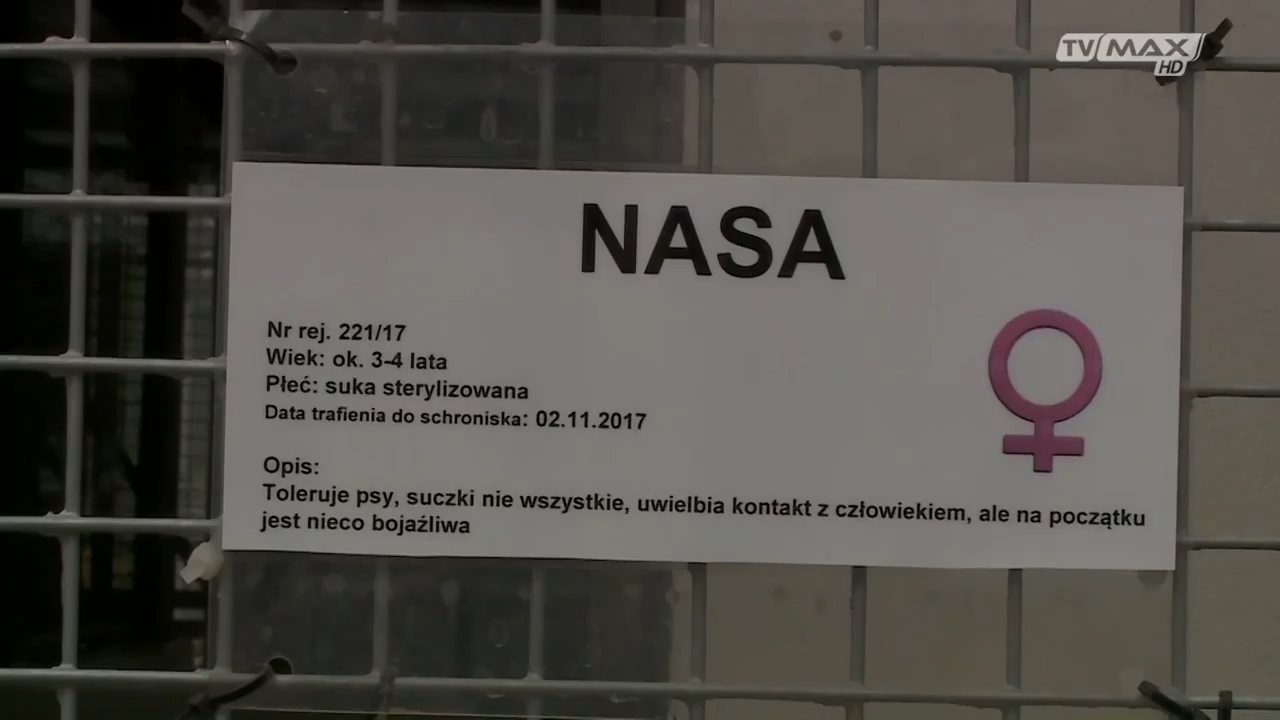 TV MAX
HD
NASA
Nr rej. 221/17
Wiek: ok. 3-4 lata
Płeć: suka sterylizowana
Data trafienia do schroniska: 02.11.2017
Opis:
Toleruje psy, suczki nie wszystkie, uwielbia kontakt z człowiekiem, ale na początku
jest nieco bojaźliwa